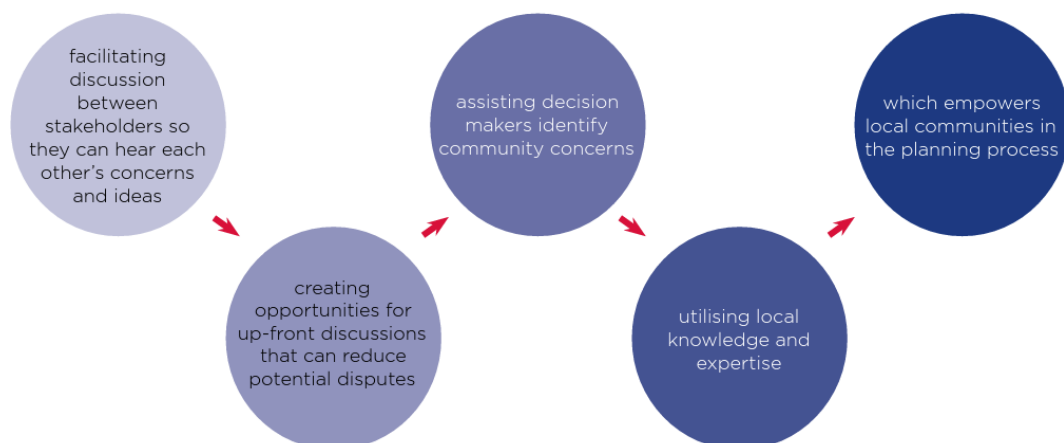 facilitating
discussion
between
stakeholders so
they can hear each
other’s concerns
and ideas
creating
opportunities for
up-front discussions
that can reduce
potential disputes
assisting decision
makers identify
community concerns
utilising local
knowledge and
expertise
which empowers
local communities in
the planning process